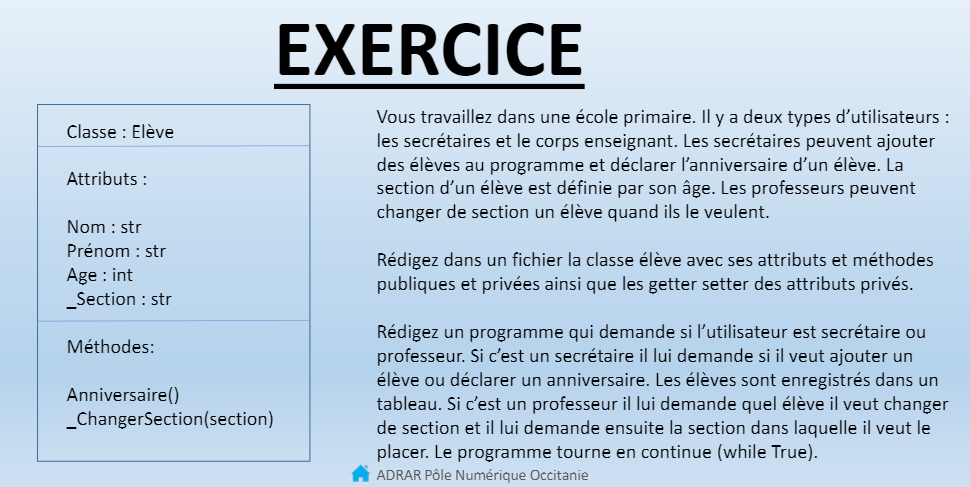 EXERCICE
Classe : Elève
Attributs :
Nom : str
Prénom : str
Age : int
_Section : str
Méthodes:
Anniversaire()
_ChangerSection(section)
Vous travaillez dans une école primaire. Il y a deux types d’utilisateurs :
les secrétaires et le corps enseignant. Les secrétaires peuvent ajouter
des élèves au programme et déclarer l’anniversaire d’un élève. La
section d’un élève est définie par son âge. Les professeurs peuvent
changer de section un élève quand ils le veulent.
Rédigez dans un fichier la classe élève avec ses attributs et méthodes
publiques et privées ainsi que les getter setter des attributs privés.
Rédigez un programme qui demande si l’utilisateur est secrétaire ou
professeur. Si c’est un secrétaire il lui demande si il veut ajouter un
élève ou déclarer un anniversaire. Les élèves sont enregistrés dans un
tableau. Si c’est un professeur il lui demande quel élève il veut changer
de section et il lui demande ensuite la section dans laquelle il veut le
placer. Le programme tourne en continue (while True).
ADRAR Pôle Numérique Occitanie